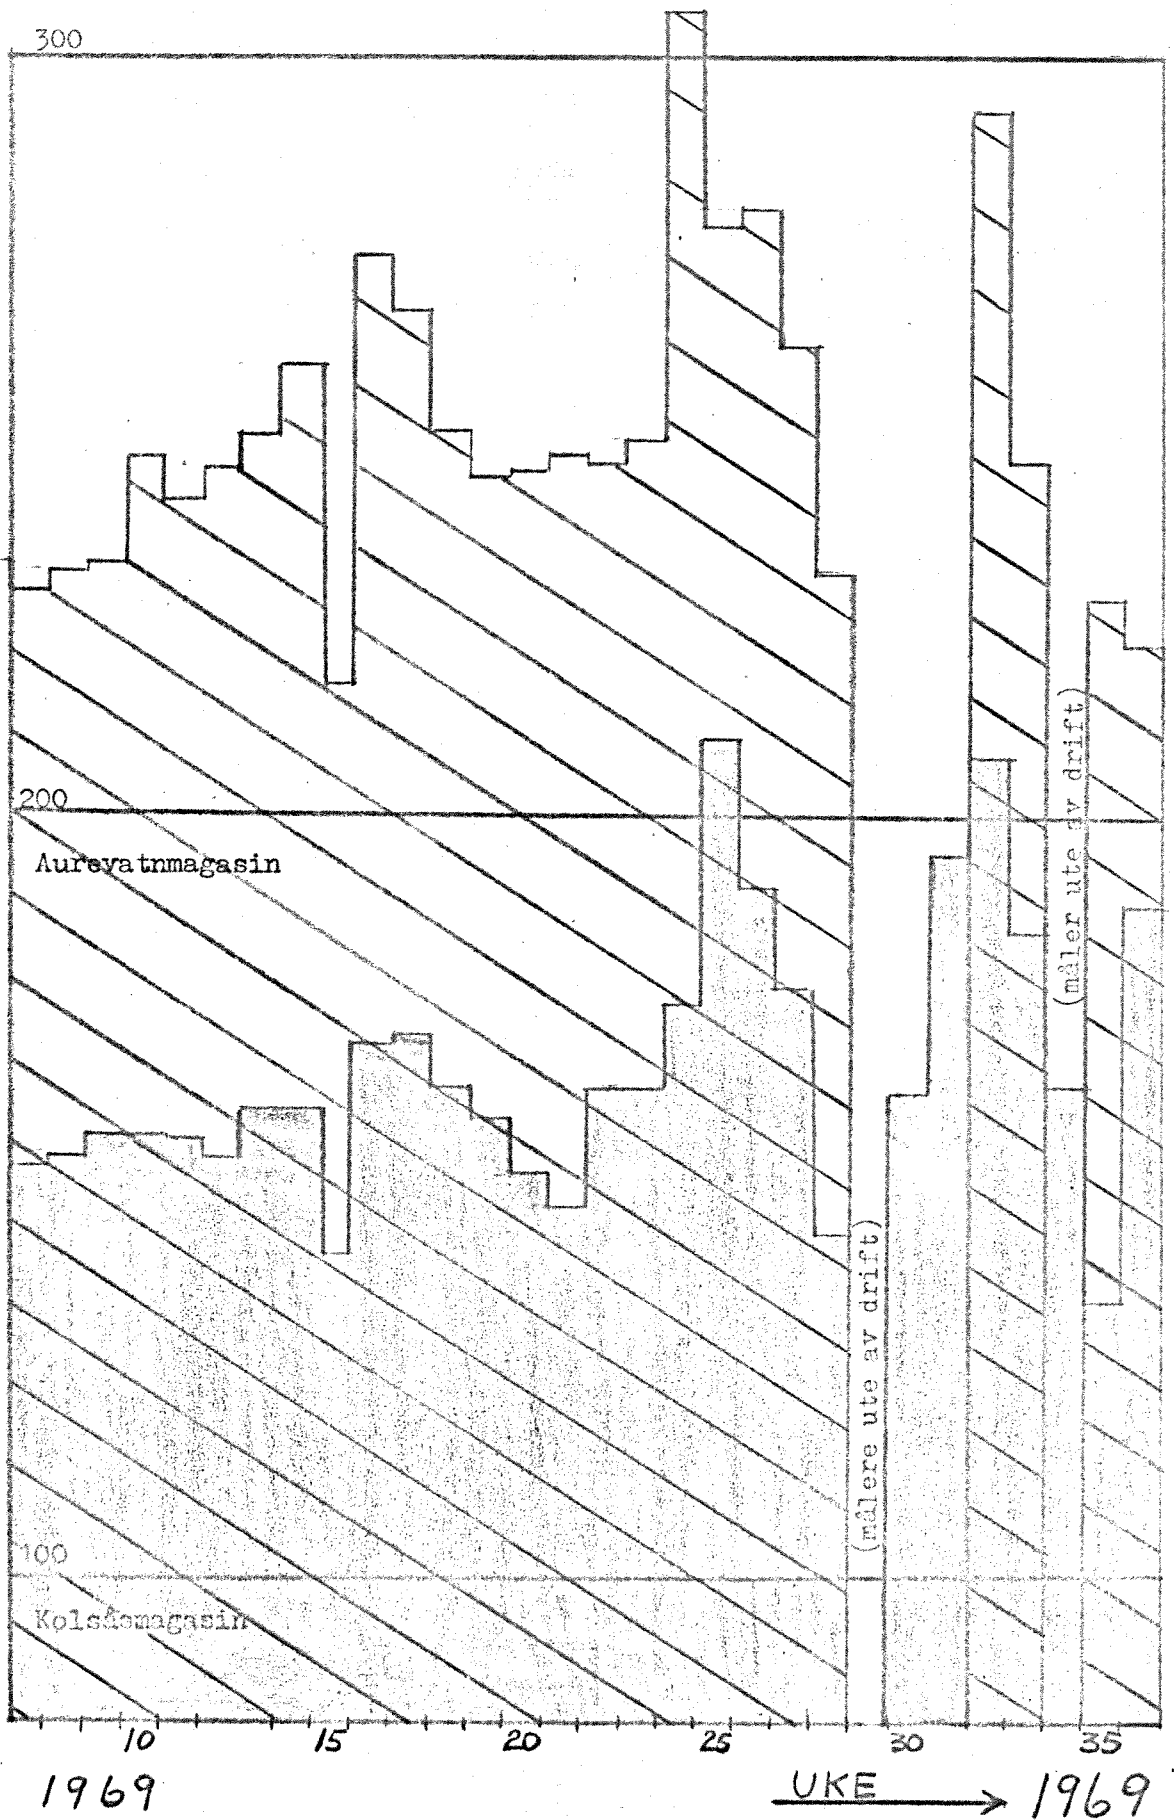 300
200
Aurevatnmagasin
(målere ute av drift)
(måler ute av drift)
100
Kolsåsmagasin
10 15 20 25 30 35
1969 UKE 1969